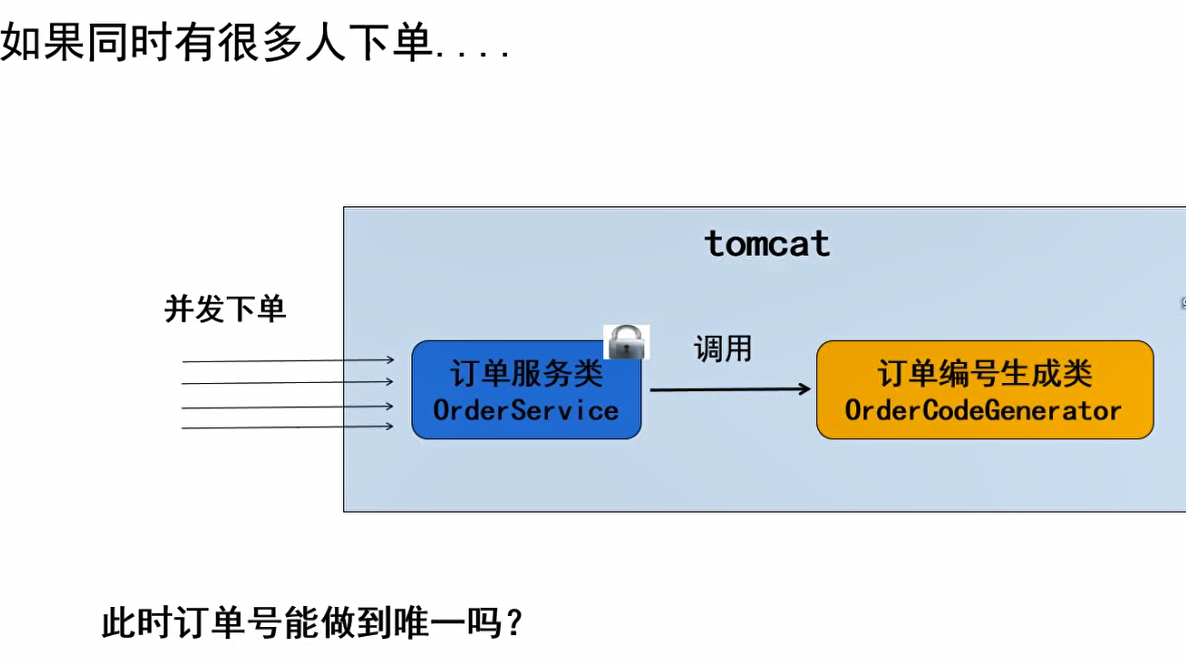 如果同时有很多人下单....
tomcat
并发下单
调用
订单服务类
OrderService
订单编号生成类
OrderCodeGenerator
此时订单号能做到唯一吗?